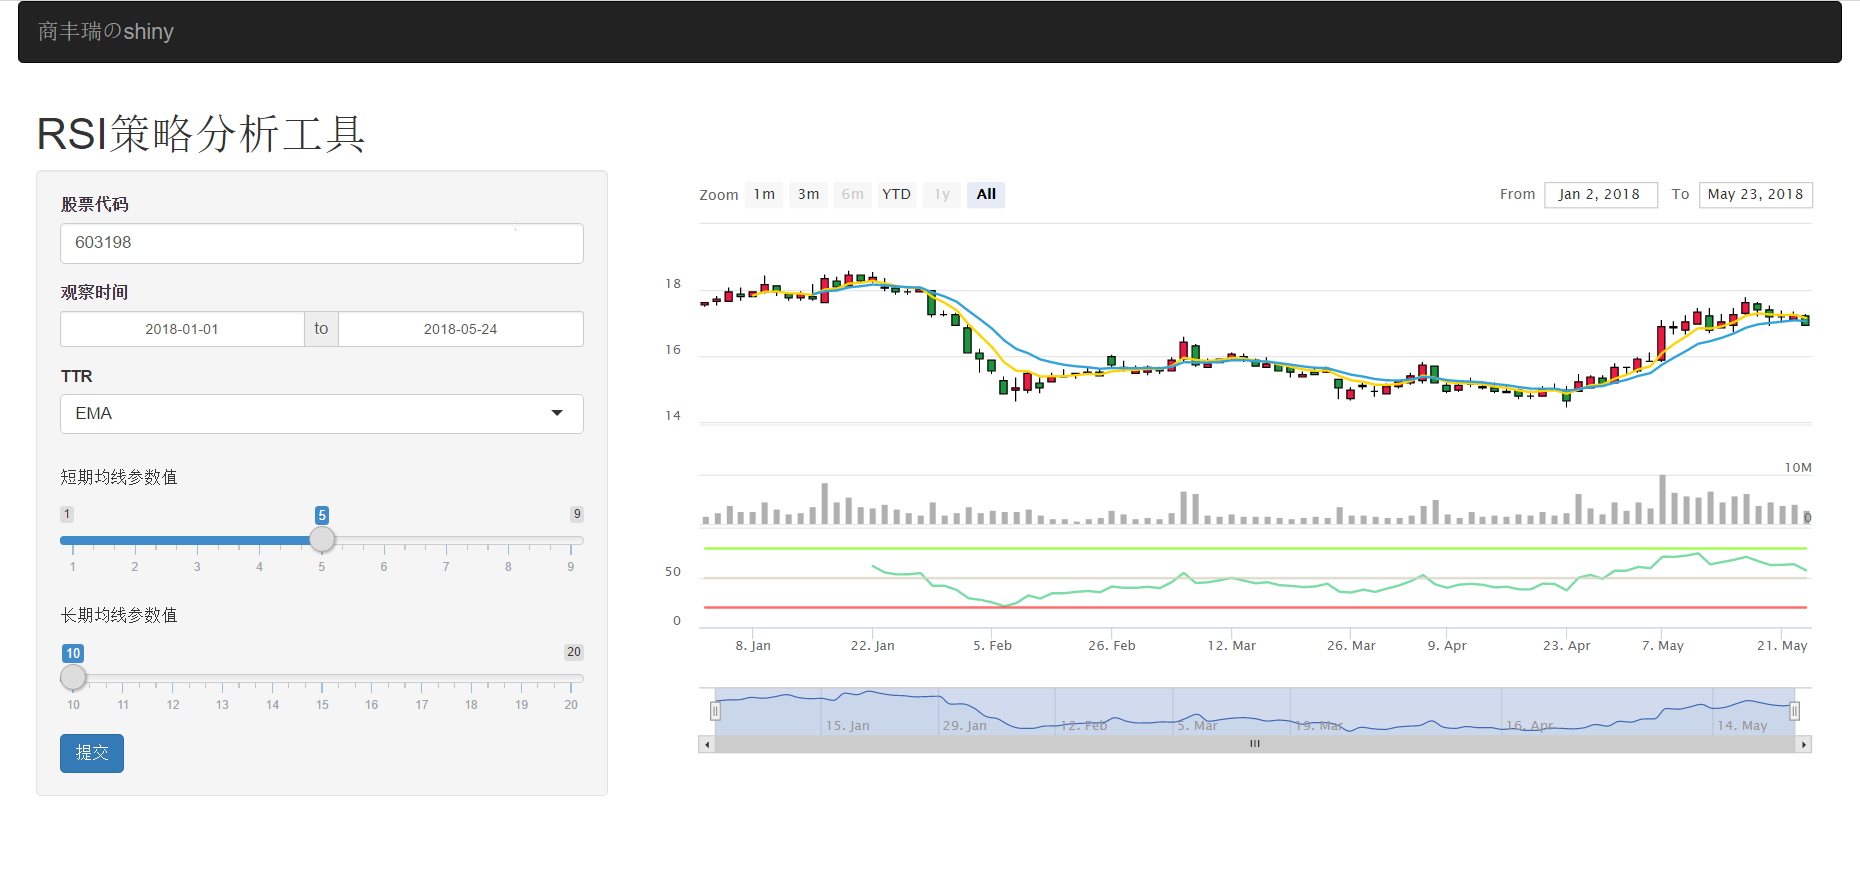 商丰瑞のshiny
RSI策略分析工具
股票代码
603198
观察时间
2018-01-01 to 2018-05-24
TTR
EMA
短期均线参数值
1 5 9
1 2 3 4 5 6 7 8 9
长期均线参数值
10 20
10 11 12 13 14 15 16 17 18 19 20
提交
Zoom 1m 3m 6m YTD 1y All From Jan 2, 2018 To May 23, 2018
18
16
14
10M
0
50
0
8. Jan 22. Jan 5. Feb 26. Feb 12. Mar 26. Mar 9. Apr 23. Apr 7. May 21. May
15. Jan 29. Jan 12. Feb 5. Mar 19. Mar 16. Apr 14. May